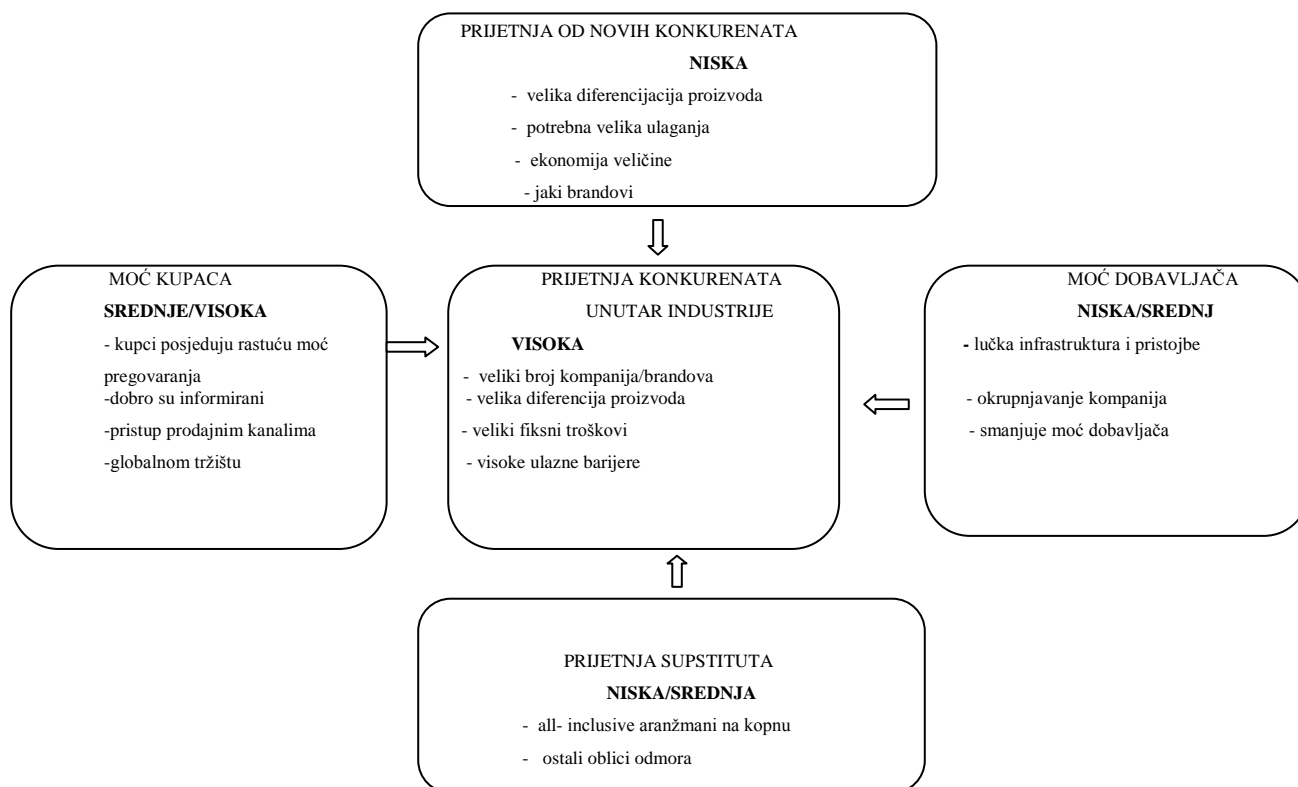 PRIJETNJA OD NOVIH KONKURENATA
NISKA
- velika diferencijacija proizvoda
- potrebna velika ulaganja
- ekonomija veličine
- jaki brandovi
MOĆ KUPACA
SREDNJE/VISOKA
- kupci posjeduju rastuću moć
pregovaranja
-dobro su informirani
-pristup prodajnim kanalima
-globalnom tržištu
PRIJETNJA KONKURENATA
UNUTAR INDUSTRIJE
VISOKA
- veliki broj kompanija/brandova
- velika diferencija proizvoda
- veliki fiksni troškovi
- visoke ulazne barijere
MOĆ DOBAVLJAČA
NISKA/SREDNJ
- lučka infrastruktura i pristojbe
- okrupnjavanje kompanija
- smanjuje moć dobavljača
PRIJETNJA SUPSTITUTA
NISKA/SREDNJA
- all- inclusive aranžmani na kopnu
- ostali oblici odmora